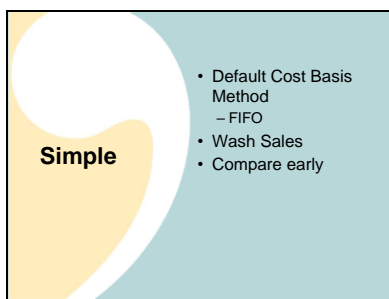 Simple
• Default Cost Basis
Method
– FIFO
• Wash Sales
• Compare early